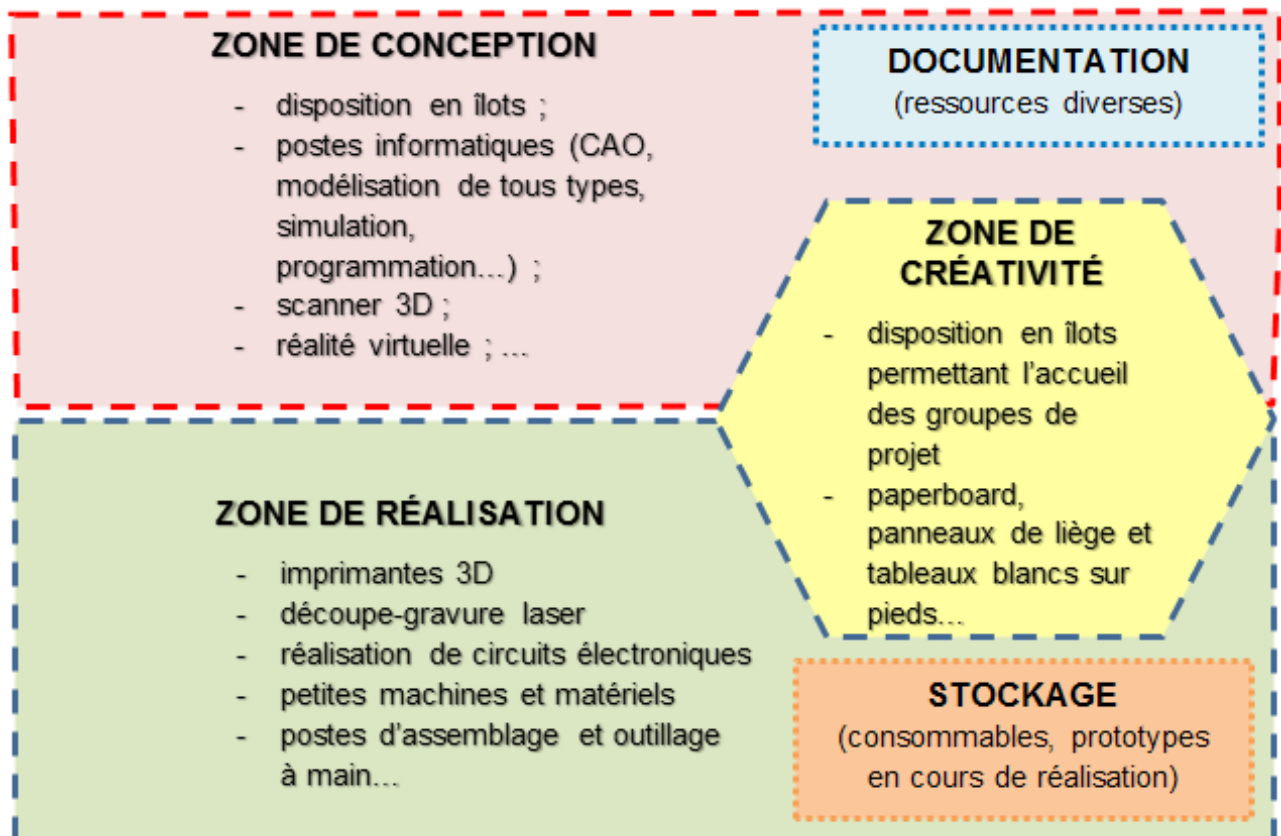 ZONE DE CONCEPTION
- disposition en îlots ;
- postes informatiques (CAO,
modélisation de tous types,
simulation,
programmation…) ;
- scanner 3D ;
- réalité virtuelle ; …
DOCUMENTATION
(ressources diverses)
ZONE DE
CRÉATIVITÉ
- disposition en îlots
permettant l’accueil
des groupes de
projet
- paperboard,
panneaux de liège et
tableaux blancs sur
pieds…
ZONE DE RÉALISATION
- imprimantes 3D
- découpe-gravure laser
- réalisation de circuits électroniques
- petites machines et matériels
- postes d’assemblage et outillage
à main…
STOCKAGE
(consommables, prototypes
en cours de réalisation)